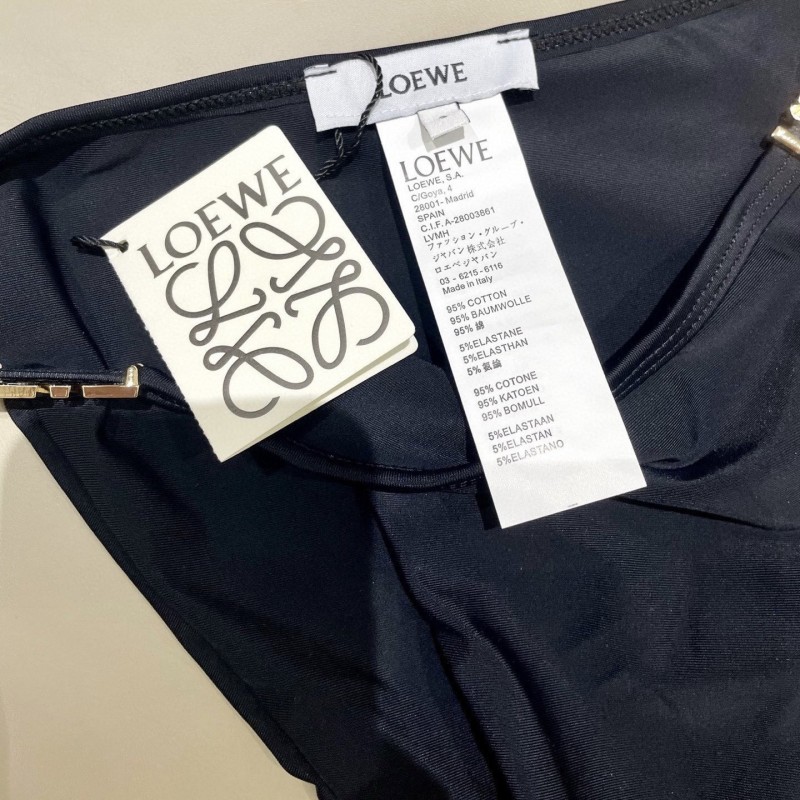 LOEWE
LOEWE
LOEWE
LOEWE, S.A.
C/Goya, 4
28001- Madrid
SPAIN
C.I.F. A-28003861
LVMH
ファッション・グループ・
ジャパン株式会社
ロエベジャパン
03 - 6215-6116
Made in Italy
95% COTTON
95% BAUMWOLLE
95% 綿
5%ELASTANE
5%ELASTHAN
5% 氨綸
95% COTONE
95% KATOEN
95% BOMULL
5%ELASTAAN
5%ELASTAN
5%ELASTAND